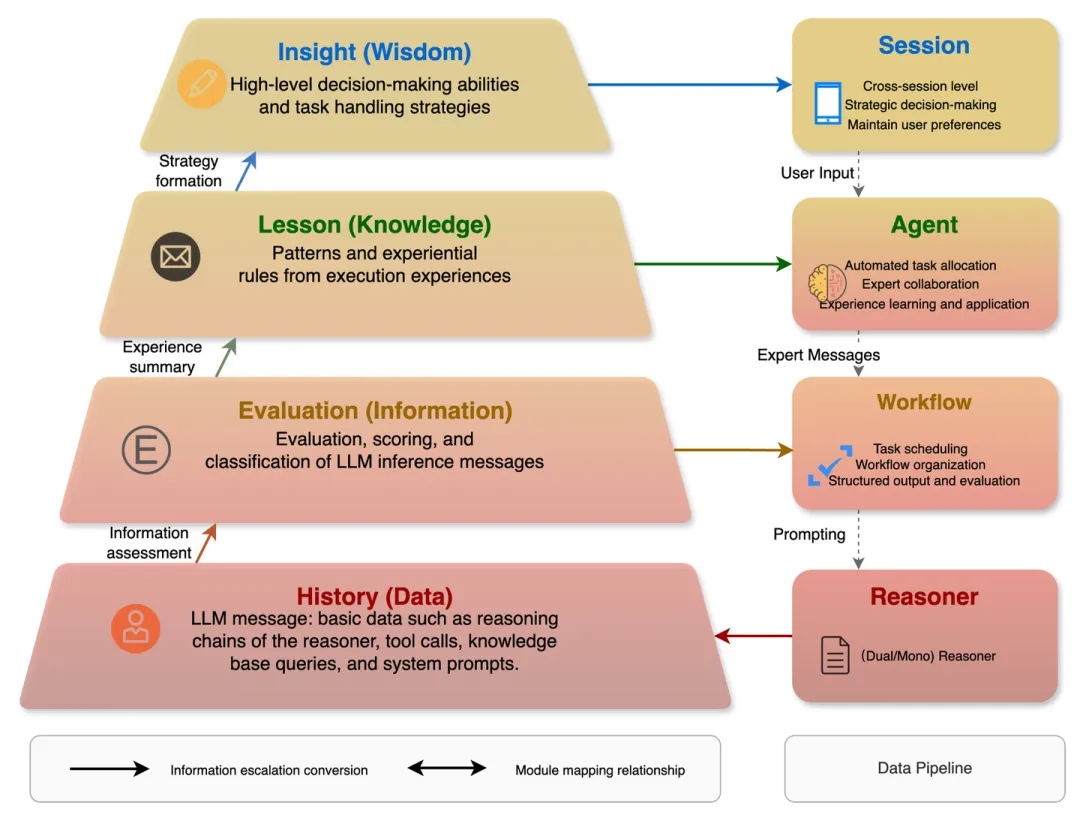 Insight (Wisdom)
High-level decision-making abilities
and task handling strategies
Strategy
formation
Lesson (Knowledge)
Patterns and experiential
rules from execution experiences
Experience
summary
Evaluation (Information)
E
Evaluation, scoring, and
classification of LLM inference messages
Information
assessment
History (Data)
LLM message: basic data such as reasoning
chains of the reasoner, tool calls, knowledge
base queries, and system prompts.
Session
Cross-session level
Strategic decision-making
Maintain user preferences
User Input
Agent
Automated task allocation
Expert collaboration
Experience learning and application
Expert Messages
Workflow
Task scheduling
Workflow organization
Structured output and evaluation
Prompting
Reasoner
(Dual/Mono) Reasoner
Information escalation conversion
Module mapping relationship
Data Pipeline